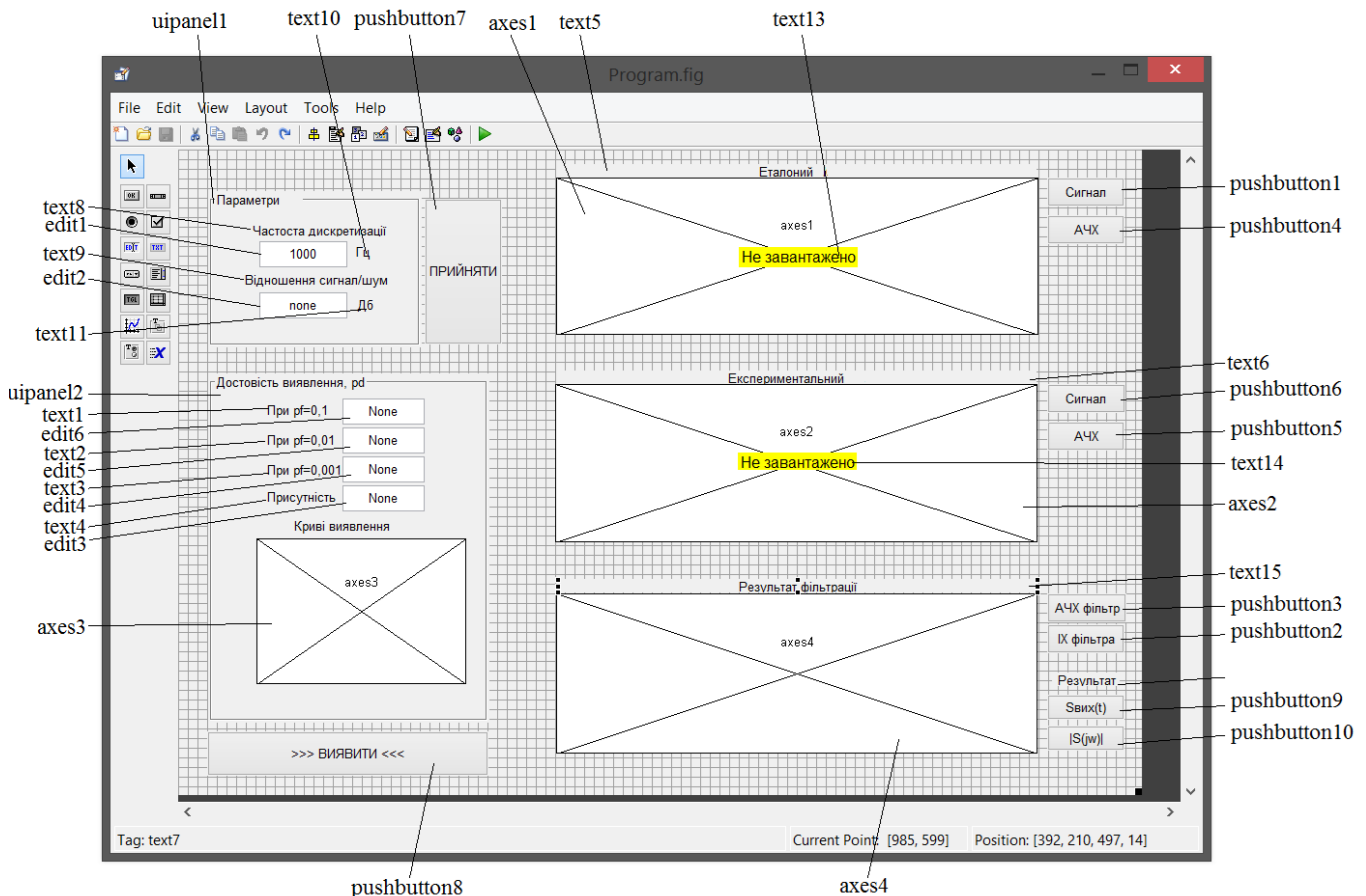 uipanel1
text10
pushbutton7
axes1
text5
text13
Program.fig
File Edit View Layout Tools Help
OK
EDIT
TXT
TGL
text8
edit1
text9
edit2
text11
uipanel2
text1
edit6
text2
edit5
text3
edit4
text4
edit3
axes3
Параметри
Частоста дискретизації
1000
Гц
Відношення сигнал/шум
none
Дб
ПРИЙНЯТИ
Достовість виявлення, pd
При pf=0,1
None
При pf=0,01
None
При pf=0,001
None
Присутність
None
Криві виявлення
axes3
>>> ВИЯВИТИ <<<
Еталоний
axes1
Не завантажено
Сигнал
АЧХ
Експериментальний
axes2
Не завантажено
Сигнал
АЧХ
Результат фільтрації
axes4
АЧХ фільтр
ІХ фільтра
Результат
Sвих(t)
|S(jw)|
pushbutton1
pushbutton4
text6
pushbutton6
pushbutton5
text14
axes2
text15
pushbutton3
pushbutton2
pushbutton9
pushbutton10
Tag: text7
Current Point: [985, 599]
Position: [392, 210, 497, 14]
pushbutton8
axes4